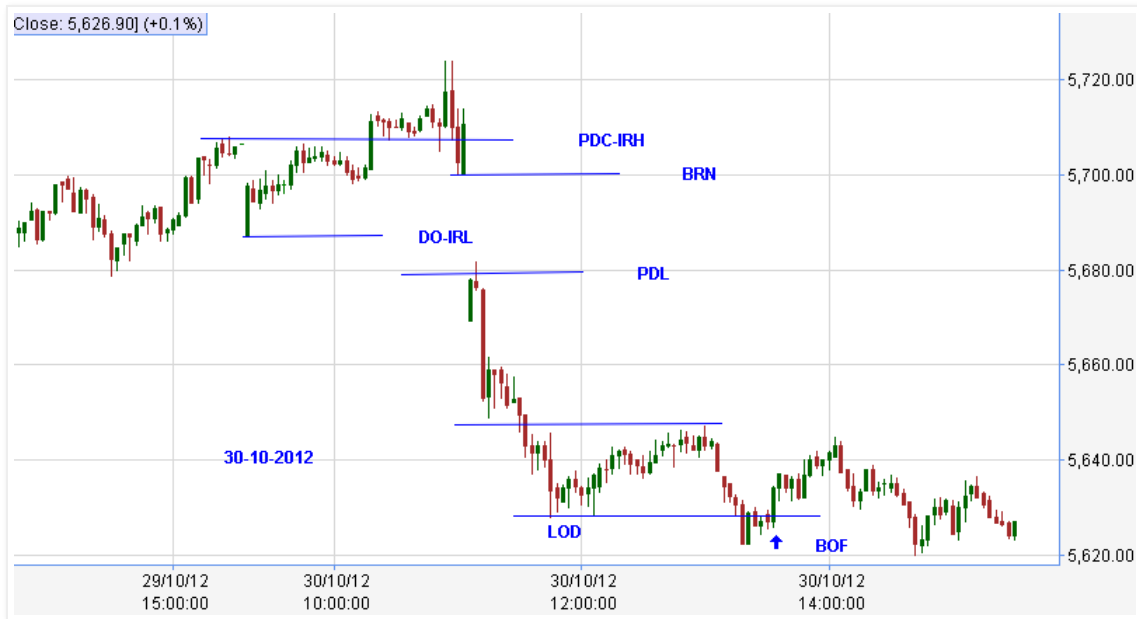 Close: 5,626.90] (+0.1%)
5,720.00
PDC-IRH
BRN
5,700.00
DO-IRL
PDL
5,680.00
5,660.00
30-10-2012
5,640.00
LOD
BOF
5,620.00
29/10/12
15:00:00
30/10/12
10:00:00
30/10/12
12:00:00
30/10/12
14:00:00